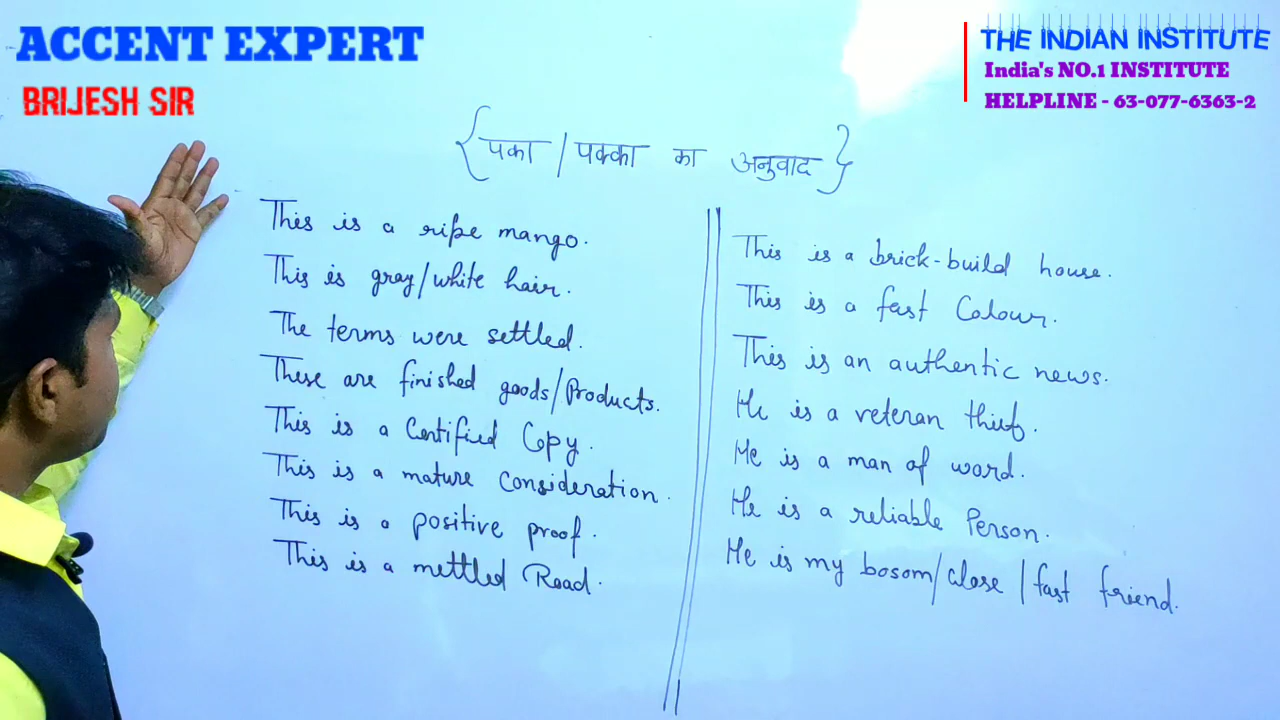 ACCENT EXPERT
BRIJESH SIR
THE INDIAN INSTITUTE
India's NO.1 INSTITUTE
HELPLINE - 63-077-6363-2
{पका / पक्का का अनुवाद}
This is a ripe mango.
This is gray/white hair.
The terms were settled.
These are finished goods/Products.
This is a Certified Copy.
This is a mature consideration.
This is a positive proof.
This is a mettled Road.
This is a brick-build house.
This is a fast Colour.
This is an authentic news.
He is a veteran thief.
He is a man of word.
He is a reliable Person.
He is my bosom/close/fast friend.